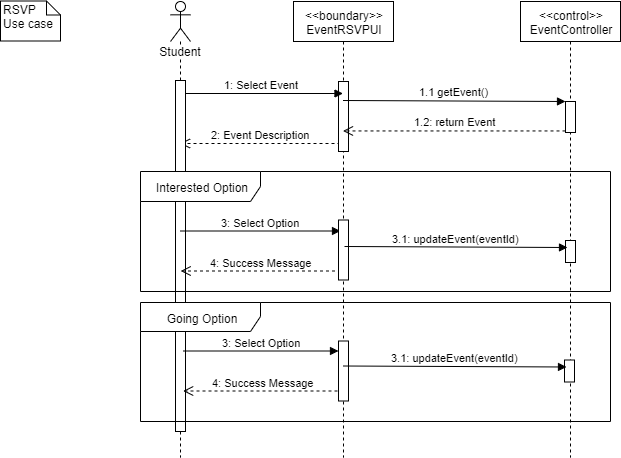 RSVP
Use case
Student
<<boundary>>
EventRSVPUI
<<control>>
EventController
1: Select Event
1.1 getEvent()
1.2: return Event
2: Event Description
Interested Option
3: Select Option
3.1: updateEvent(eventId)
4: Success Message
Going Option
3: Select Option
3.1: updateEvent(eventId)
4: Success Message